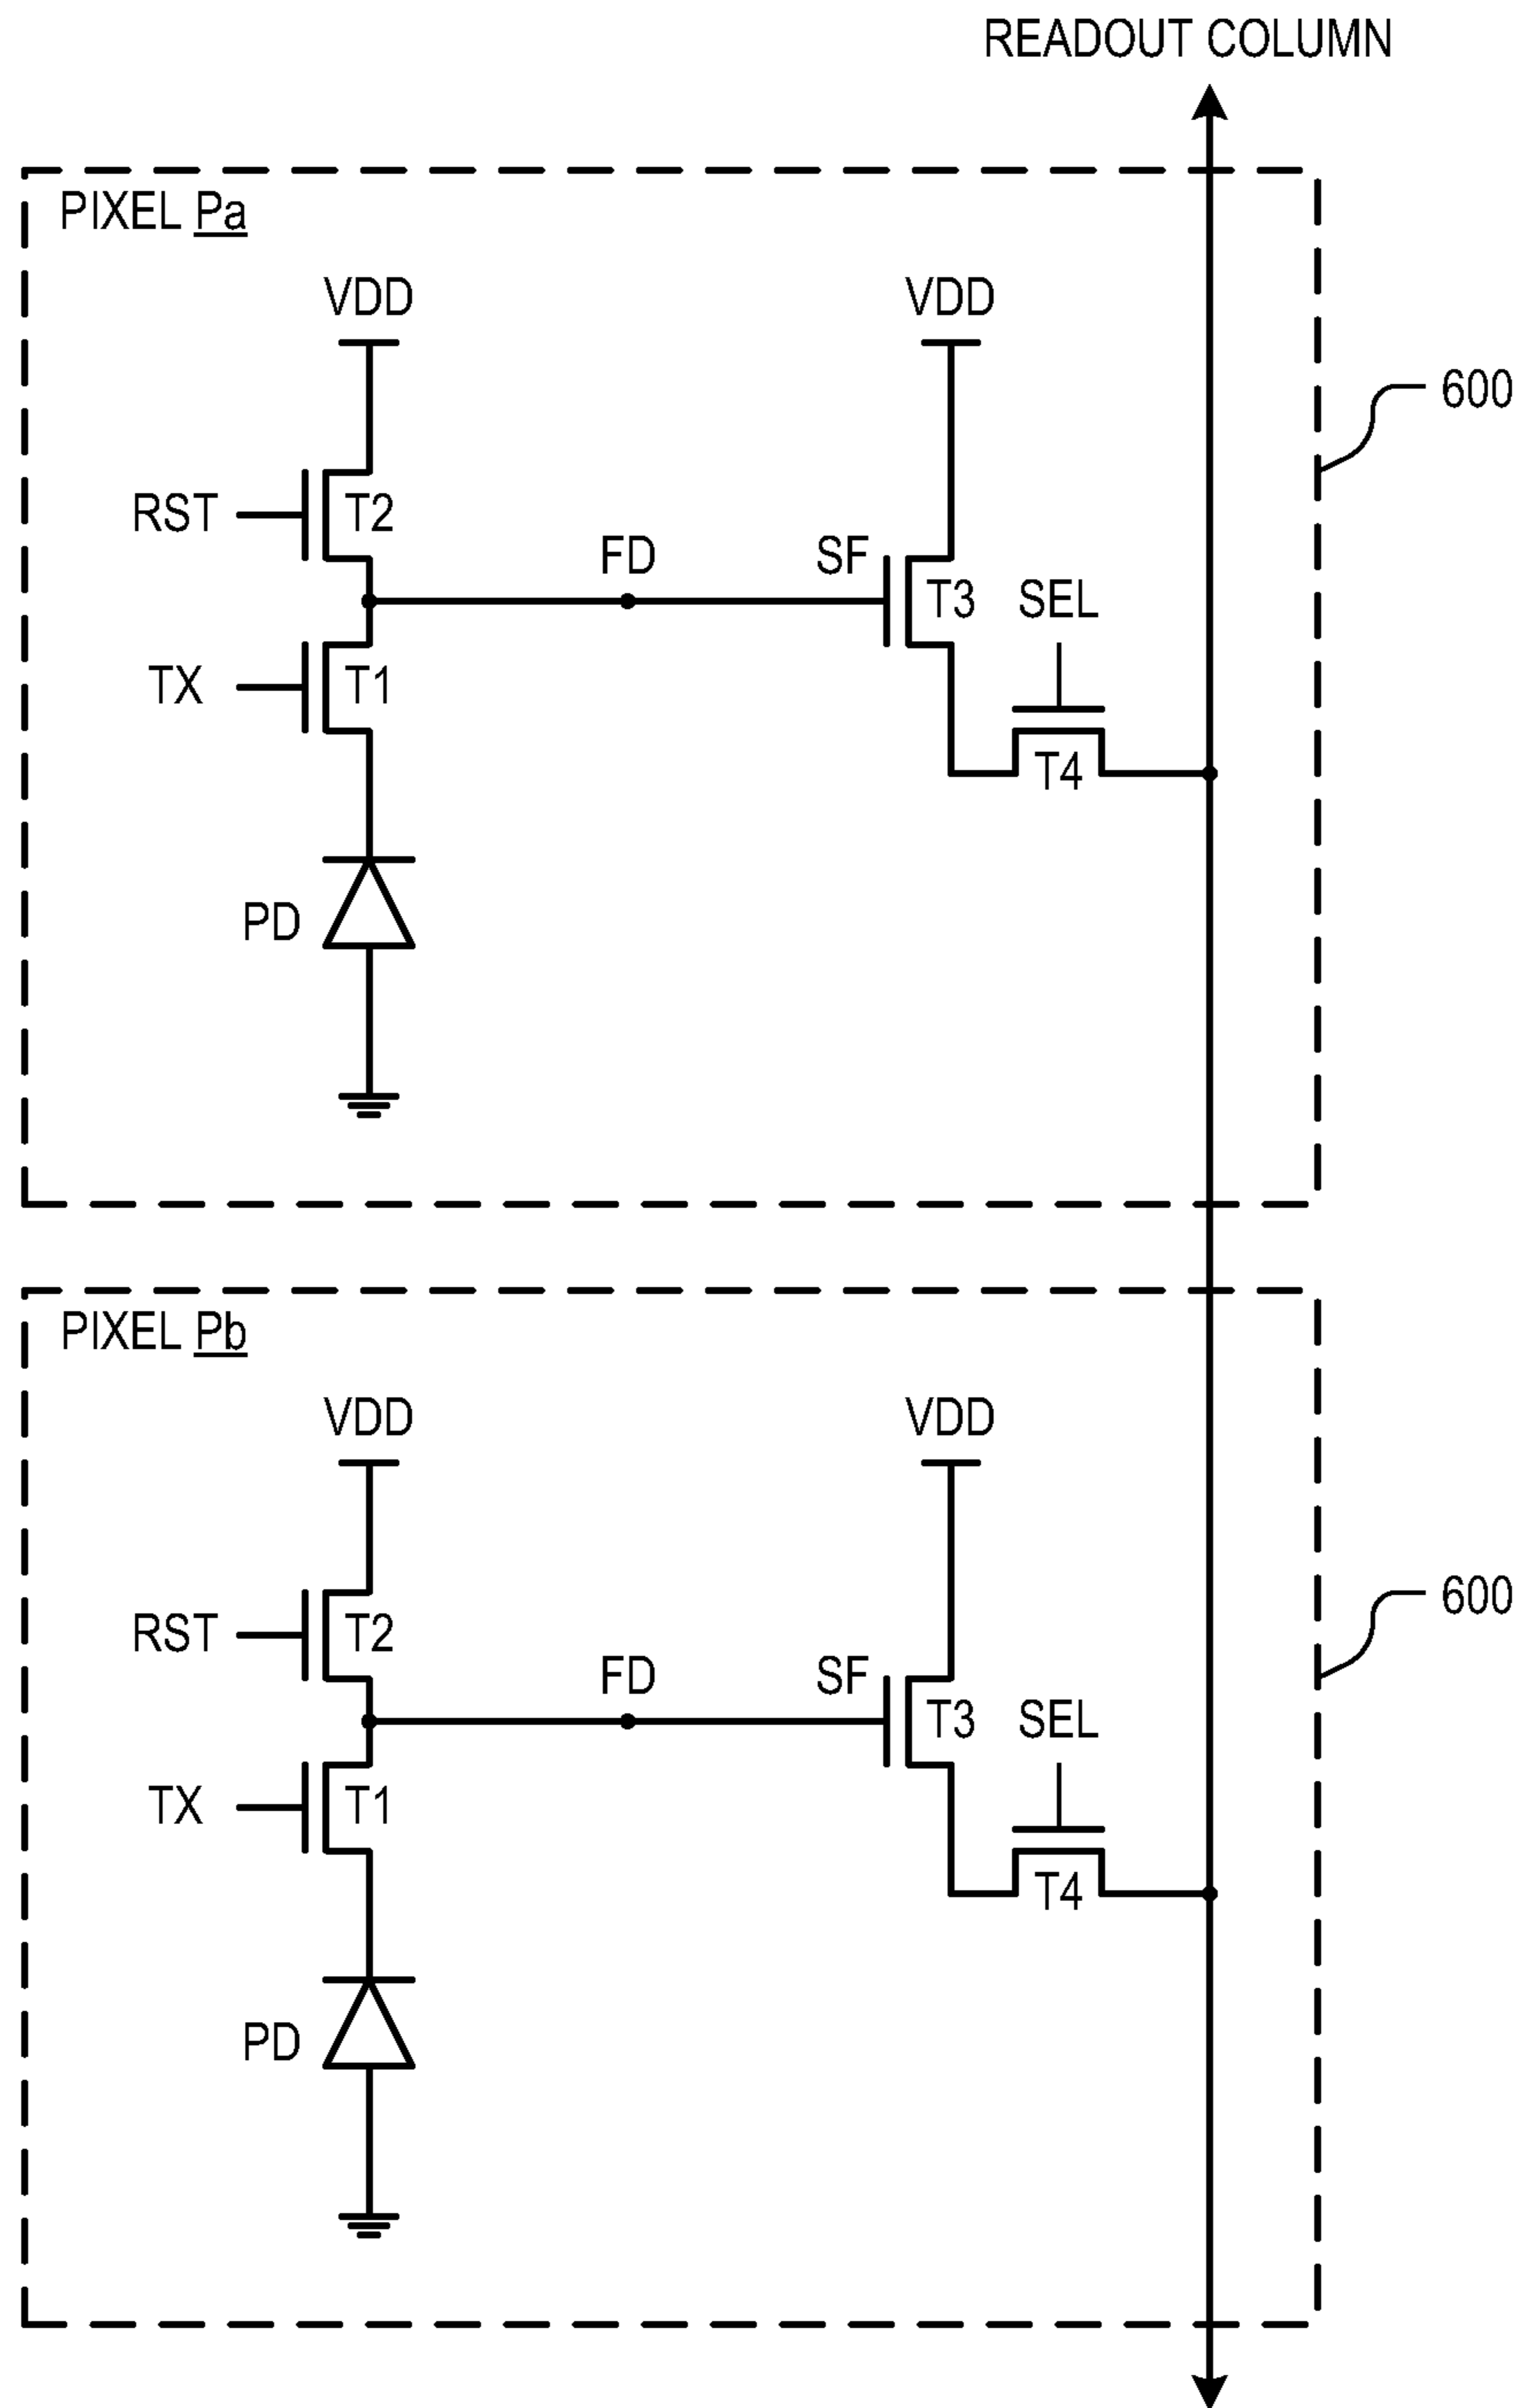 READOUT COLUMN
PIXEL Pa
VDD
VDD
600
RST
T2
FD
SF
T3
SEL
TX
T1
T4
PD
PIXEL Pb
VDD
VDD
600
RST
T2
FD
SF
T3
SEL
TX
T1
T4
PD